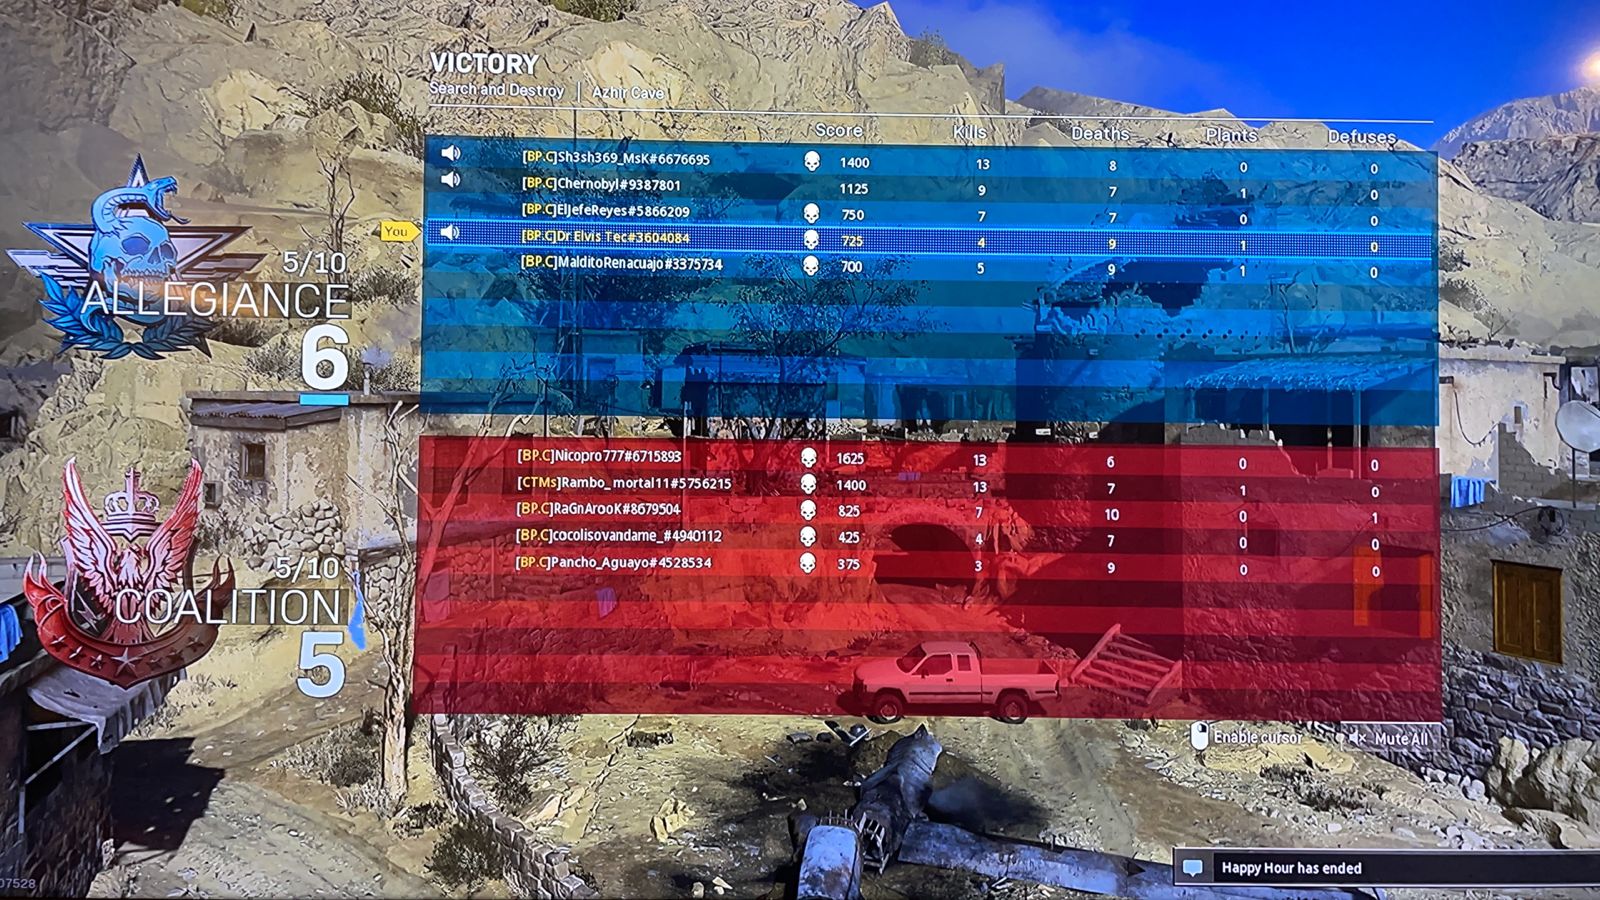 VICTORY
Search and Destroy | Azhir Cave
Score Kills Deaths Plants Defuses
[BP.C]Sh3sh369_MsK#6676695 1400 13 8 0 0
[BP.C]Chernobyl#9387801 1125 9 7 1 0
[BP.C]ElJefeReyes#5866209 750 7 7 0 0
You [BP.C]Dr Elvis Tec#3604084 725 4 9 1 0
[BP.C]MalditoRenacuajo#3375734 700 5 9 1 0
5/10
ALLEGIANCE
6
[BP.C]Nicopro777#6715893 1625 13 6 0 0
[CTMs]Rambo_mortal11#5756215 1400 13 7 1 0
[BP.C]RaGnArooK#8679504 825 7 10 0 1
[BP.C]cocolisovandame_#4940112 425 4 7 0 0
[BP.C]Pancho_Aguayo#4528534 375 3 9 0 0
5/10
COALITION
5
Enable cursor Mute All
Happy Hour has ended
07528